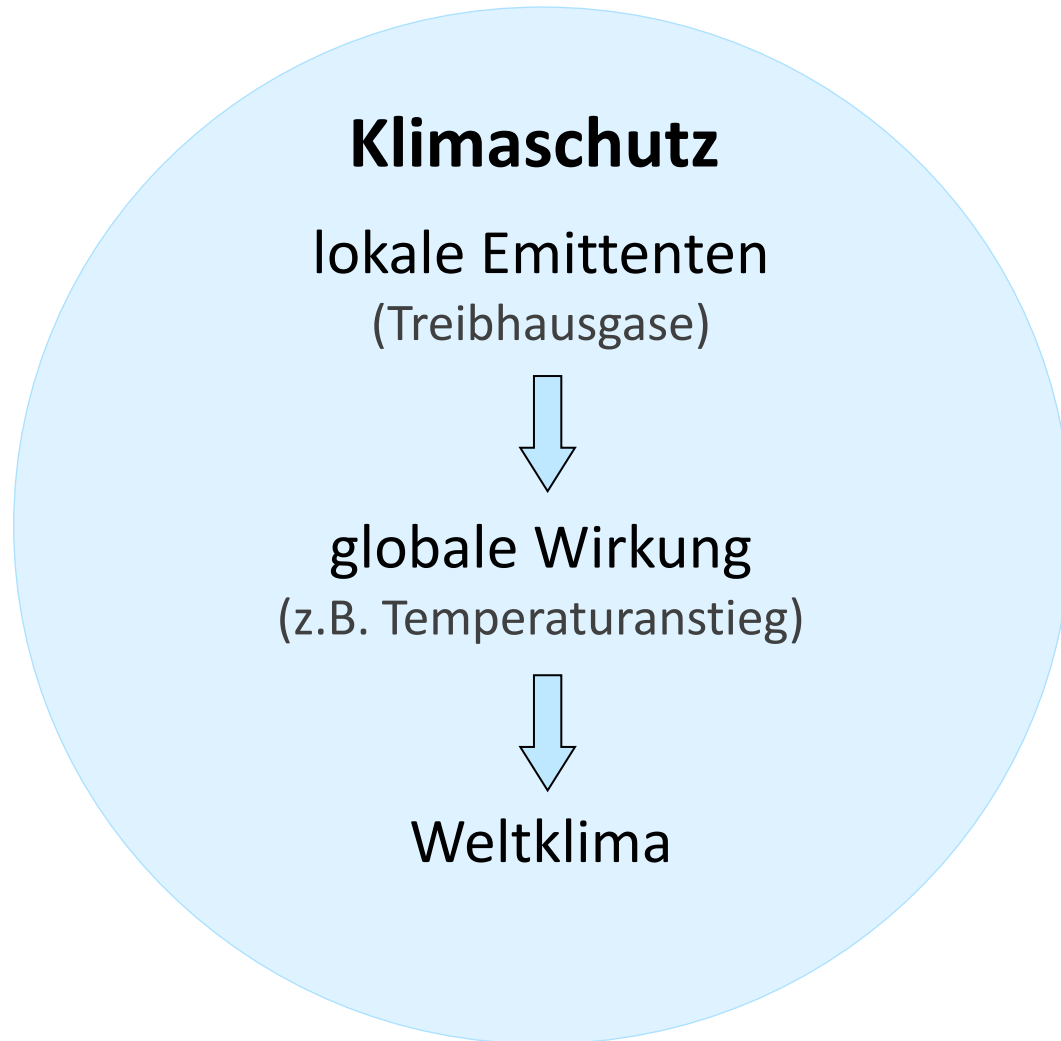 Klimaschutz
lokale Emittenten
(Treibhausgase)
globale Wirkung
(z.B. Temperaturanstieg)
Weltklima